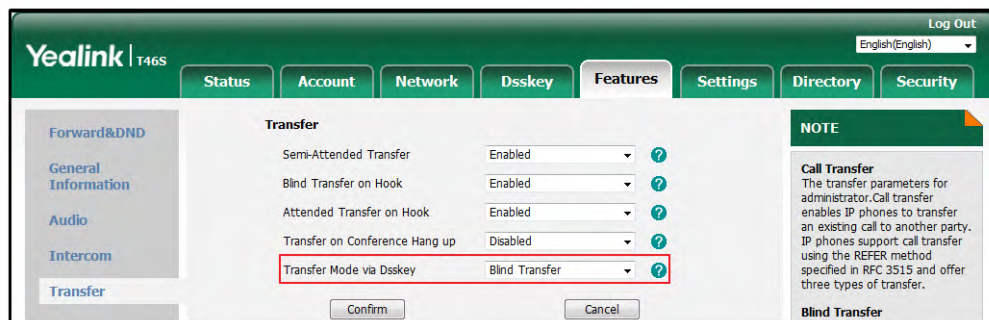 Log Out
Yealink T46S
English(English)
Status Account Network Dsskey Features Settings Directory Security
Forward&DND
General
Information
Audio
Intercom
Transfer
Transfer
Semi-Attended Transfer Enabled
Blind Transfer on Hook Enabled
Attended Transfer on Hook Enabled
Transfer on Conference Hang up Disabled
Transfer Mode via Dsskey Blind Transfer
Confirm Cancel
NOTE
Call Transfer
The transfer parameters for
administrator.Call transfer
enables IP phones to transfer
an existing call to another party.
IP phones support call transfer
using the REFER method
specified in RFC 3515 and offer
three types of transfer.
Blind Transfer